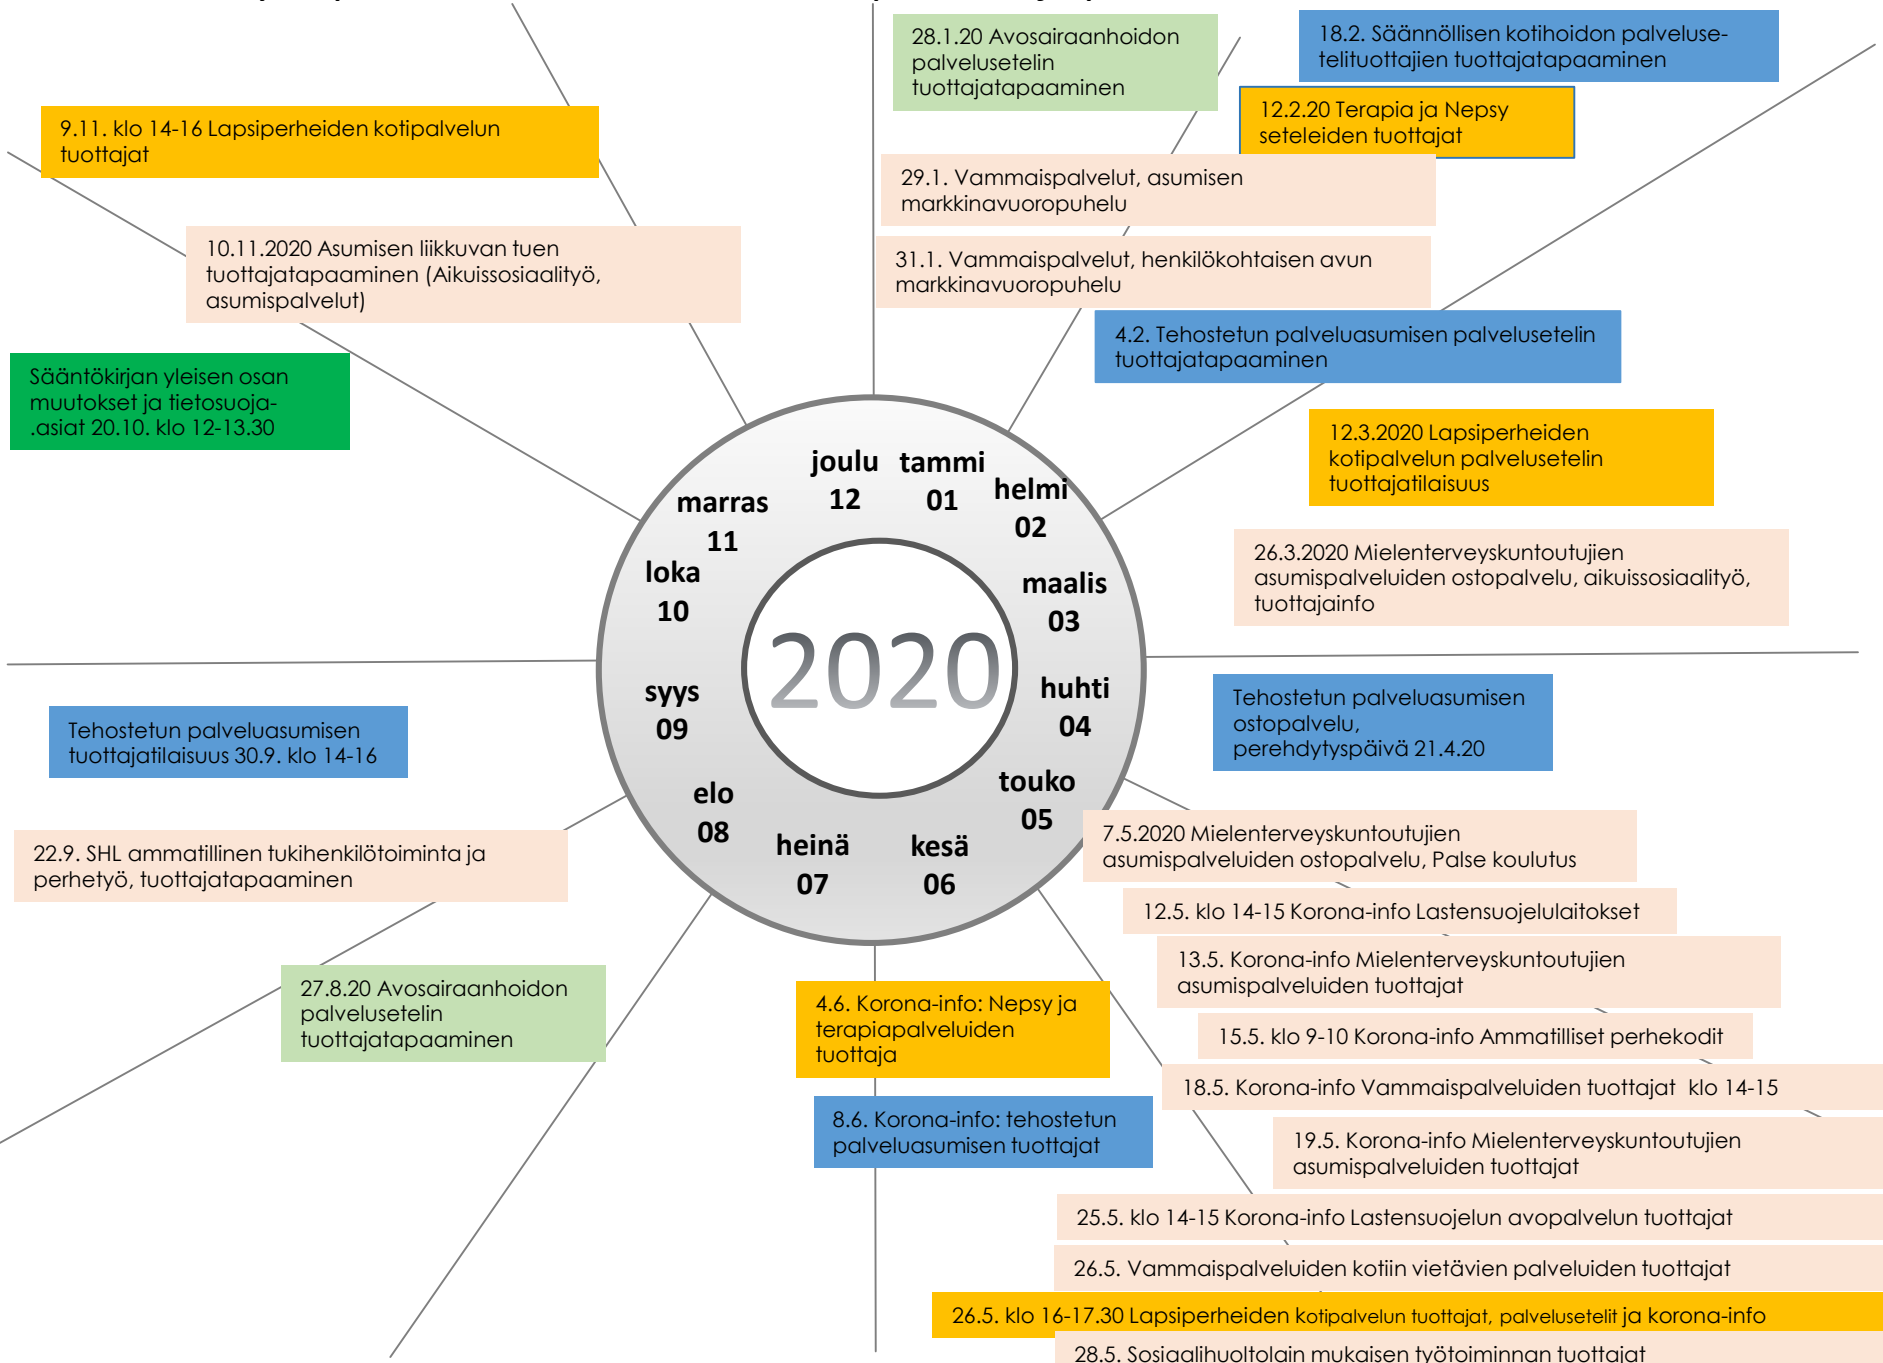 28.1.20 Avosairaanhoidon
palvelusetelin
tuottajatapaaminen
18.2. Säännöllisen kotihoidon palveluse-
telituottajien tuottajatapaaminen
12.2.20 Terapia ja Nepsy
seteleiden tuottajat
9.11. klo 14-16 Lapsiperheiden kotipalvelun
tuottajat
29.1. Vammaispalvelut, asumisen
markkinavuoropuhelu
10.11.2020 Asumisen liikkuvan tuen
tuottajatapaaminen (Aikuissosiaalityö,
asumispalvelut)
31.1. Vammaispalvelut, henkilökohtaisen avun
markkinavuoropuhelu
4.2. Tehostetun palveluasumisen palvelusetelin
tuottajatapaaminen
Sääntökirjan yleisen osan
muutokset ja tietosuoja-
.asiat 20.10. klo 12-13.30
12.3.2020 Lapsiperheiden
kotipalvelun palvelusetelin
tuottajatilaisuus
26.3.2020 Mielenterveyskuntoutujien
asumispalveluiden ostopalvelu, aikuissosiaalityö,
tuottajainfo
tammi
01
helmi
02
maalis
03
huhti
04
touko
05
kesä
06
heinä
07
elo
08
syys
09
loka
10
marras
11
joulu
12
2020
Tehostetun palveluasumisen
ostopalvelu,
perehdytyspäivä 21.4.20
Tehostetun palveluasumisen
tuottajatilaisuus 30.9. klo 14-16
22.9. SHL ammatillinen tukihenkilötoiminta ja
perhetyö, tuottajatapaaminen
27.8.20 Avosairaanhoidon
palvelusetelin
tuottajatapaaminen
4.6. Korona-info: Nepsy ja
terapiapalveluiden
tuottaja
8.6. Korona-info: tehostetun
palveluasumisen tuottajat
7.5.2020 Mielenterveyskuntoutujien
asumispalveluiden ostopalvelu, Palse koulutus
12.5. klo 14-15 Korona-info Lastensuojelulaitokset
13.5. Korona-info Mielenterveyskuntoutujien
asumispalveluiden tuottajat
15.5. klo 9-10 Korona-info Ammatilliset perhekodit
18.5. Korona-info Vammaispalveluiden tuottajat klo 14-15
19.5. Korona-info Mielenterveyskuntoutujien
asumispalveluiden tuottajat
25.5. klo 14-15 Korona-info Lastensuojelun avopalvelun tuottajat
26.5. Vammaispalveluiden kotiin vietävien palveluiden tuottajat
26.5. klo 16-17.30 Lapsiperheiden kotipalvelun tuottajat, palvelusetelit ja korona-info
28.5. Sosiaalihuoltolain mukaisen työtoiminnan tuottajat